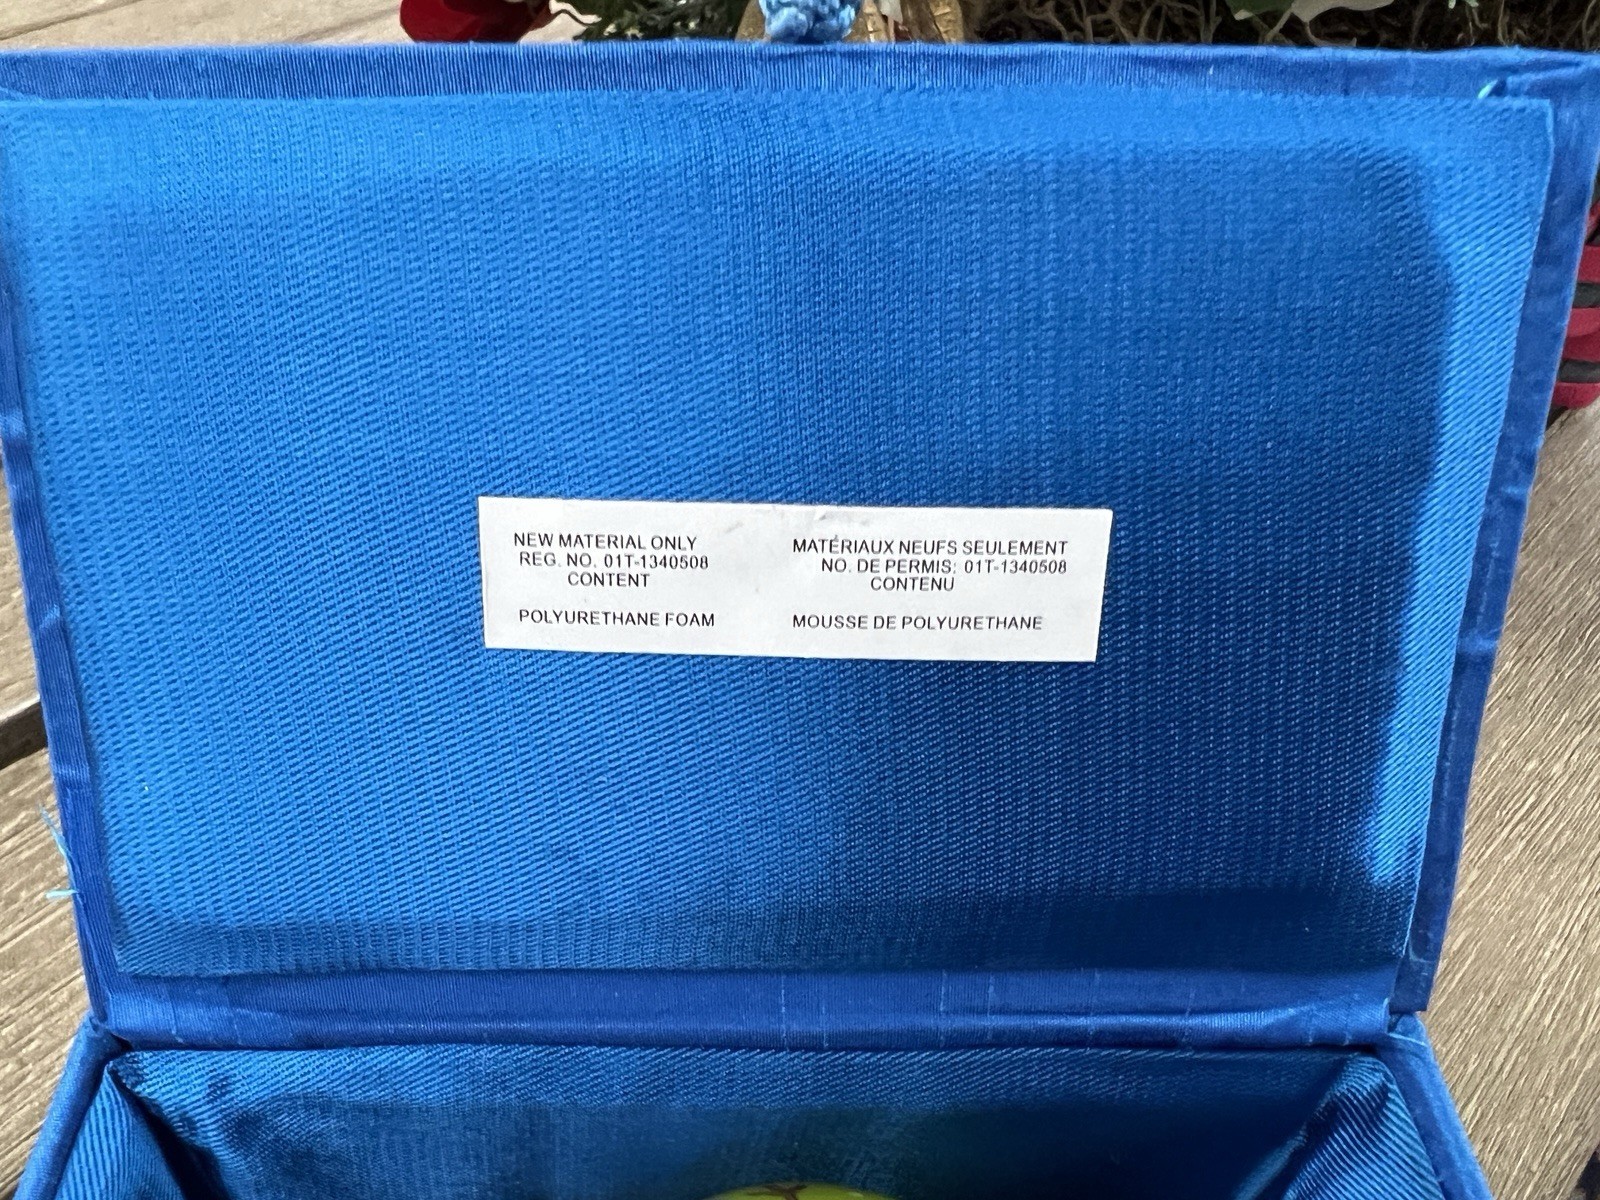 NEW MATERIAL ONLY
REG. NO. 01T-1340508
CONTENT
POLYURETHANE FOAM
MATÉRIAUX NEUFS SEULEMENT
NO. DE PERMIS: 01T-1340508
CONTENU
MOUSSE DE POLYURETHANE